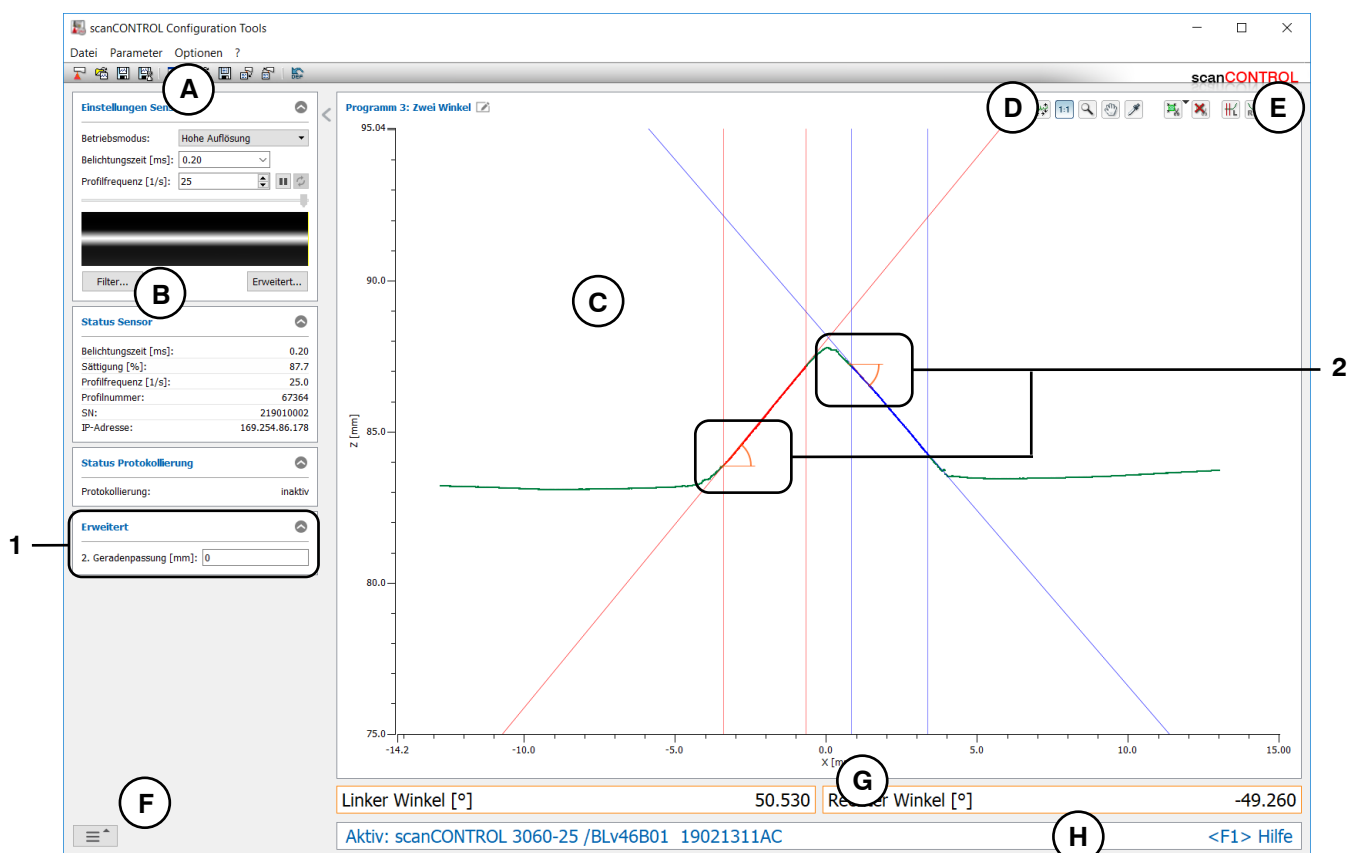 scanCONTROL Configuration Tools
Datei Parameter Optionen ?
scanCONTROL
A
D
E
Einstellungen Sens
Betriebsmodus: Hohe Auflösung
Belichtungszeit [ms]: 0.20
Profilfrequenz [1/s]: 25
Filter... Erweitert...
B
Status Sensor
Belichtungszeit [ms]: 0.20
Sättigung [%]: 87.7
Profilfrequenz [1/s]: 25.0
Profilnummer: 67364
SN: 219010002
IP-Adresse: 169.254.86.178
Status Protokollierung
Protokollierung: inaktiv
1
Erweitert
2. Geradenpassung [mm]: 0
F
Programm 3: Zwei Winkel
1:1
95.04
90.0
85.0
80.0
75.0
Z [mm]
C
2
-14.2 -10.0 -5.0 0.0 5.0 10.0 15.00
X [m
G
Linker Winkel [°] 50.530
Re ter Winkel [°] -49.260
Aktiv: scanCONTROL 3060-25 /BLv46B01 19021311AC
H
<F1> Hilfe